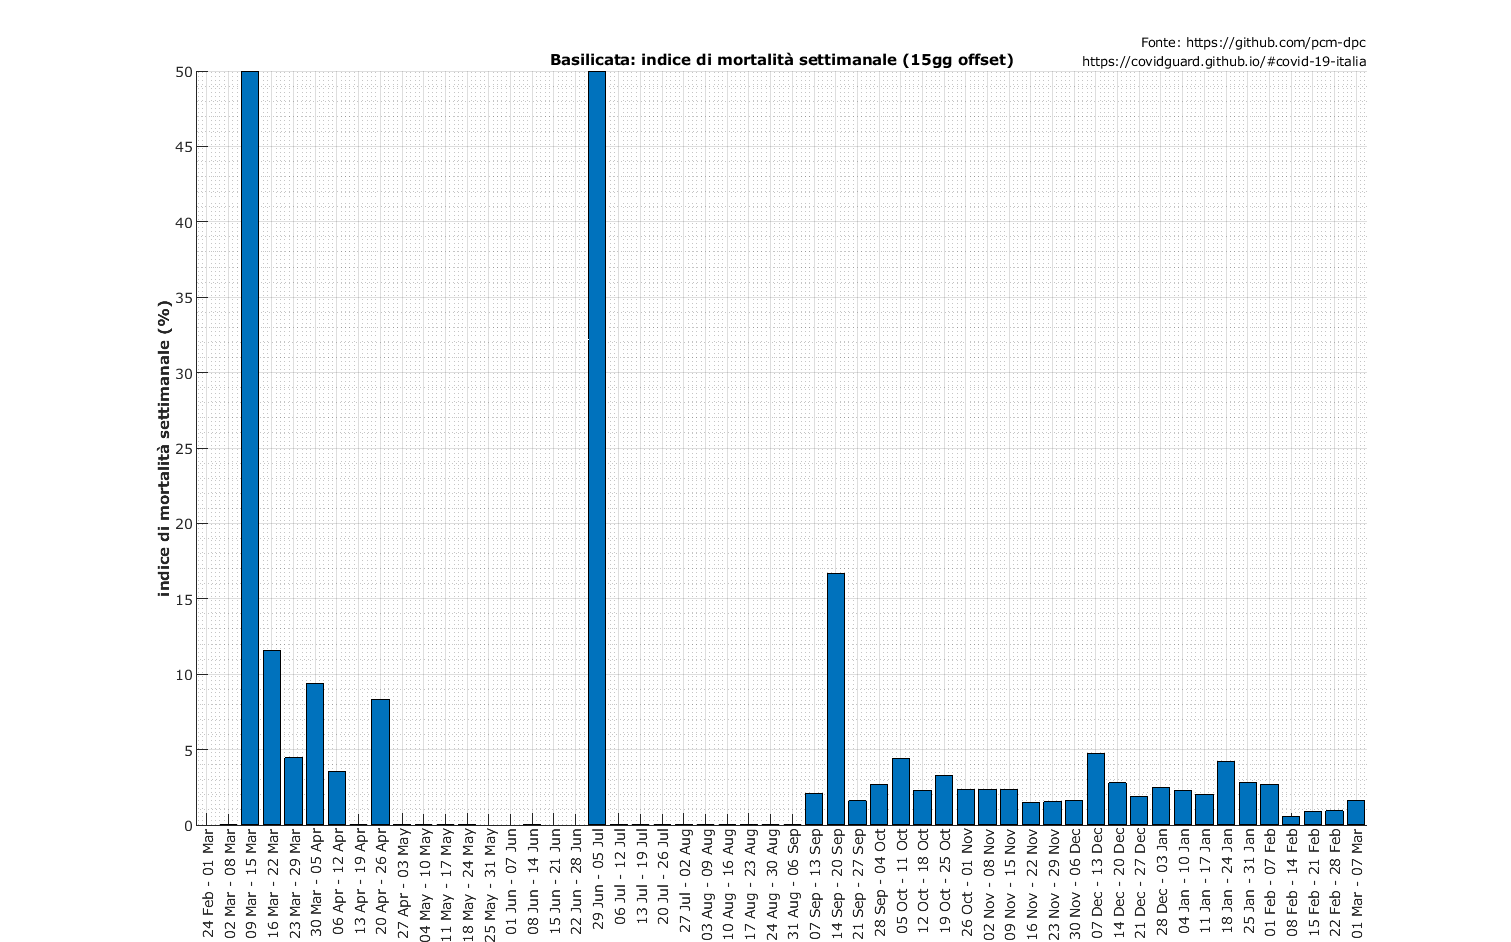 Fonte: https://github.com/pcm-dpc
https://covidguard.github.io/#covid-19-italia
Basilicata: indice di mortalità settimanale (15gg offset)
indice di mortalità settimanale (%)
50
45
40
35
30
25
20
15
10
5
0
24 Feb - 01 Mar
02 Mar - 08 Mar
09 Mar - 15 Mar
16 Mar - 22 Mar
23 Mar - 29 Mar
30 Mar - 05 Apr
06 Apr - 12 Apr
13 Apr - 19 Apr
20 Apr - 26 Apr
27 Apr - 03 May
04 May - 10 May
11 May - 17 May
18 May - 24 May
25 May - 31 May
01 Jun - 07 Jun
08 Jun - 14 Jun
15 Jun - 21 Jun
22 Jun - 28 Jun
29 Jun - 05 Jul
06 Jul - 12 Jul
13 Jul - 19 Jul
20 Jul - 26 Jul
27 Jul - 02 Aug
03 Aug - 09 Aug
10 Aug - 16 Aug
17 Aug - 23 Aug
24 Aug - 30 Aug
31 Aug - 06 Sep
07 Sep - 13 Sep
14 Sep - 20 Sep
21 Sep - 27 Sep
28 Sep - 04 Oct
05 Oct - 11 Oct
12 Oct - 18 Oct
19 Oct - 25 Oct
26 Oct - 01 Nov
02 Nov - 08 Nov
09 Nov - 15 Nov
16 Nov - 22 Nov
23 Nov - 29 Nov
30 Nov - 06 Dec
07 Dec - 13 Dec
14 Dec - 20 Dec
21 Dec - 27 Dec
28 Dec - 03 Jan
04 Jan - 10 Jan
11 Jan - 17 Jan
18 Jan - 24 Jan
25 Jan - 31 Jan
01 Feb - 07 Feb
08 Feb - 14 Feb
15 Feb - 21 Feb
22 Feb - 28 Feb
01 Mar - 07 Mar